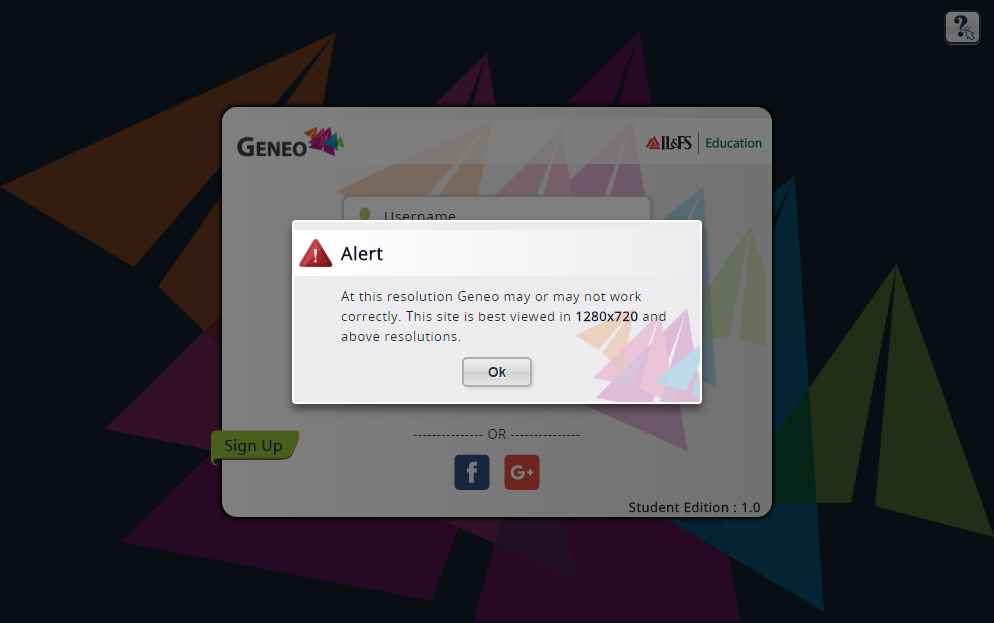 ?
GENEO
IL&FS Education
Username
!
Alert
At this resolution Geneo may or may not work
correctly. This site is best viewed in 1280x720 and
above resolutions.
Ok
--------------- OR ---------------
Sign Up
f G+
Student Edition : 1.0